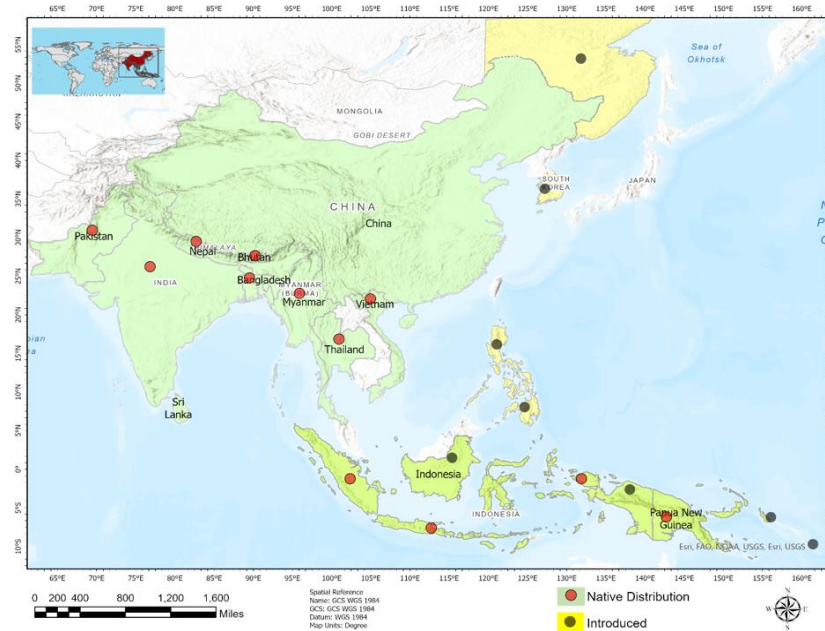 55°N
50°N
45°N
40°N
35°N
30°N
25°N
20°N
15°N
10°N
5°N
0°
5°S
10°S
Sea of
Okhotsk
MONGOLIA
GOBI DESERT
SOUTH
KOREA
JAPAN
CHINA
China
Pakistan
Nepal
Bhutan
INDIA
Bangladesh
MYANMAR
(BURMA)
Myanmar
Vietnam
Thailand
Sri
Lanka
Indonesia
INDONESIA
Papua New
Guinea
Esri, FAO, NOAA, USGS, Esri, USGS
65°E 70°E 75°E 80°E 85°E 90°E 95°E 100°E 105°E 110°E 115°E 120°E 125°E 130°E 135°E 140°E 145°E 150°E 155°E 160°E
0 200 400 800 1,200 1,600
Miles
Spatial Reference
Name: GCS WGS 1984
GCS: GCS WGS 1984
Datum: WGS 1984
Map Units: Degree
Native Distribution
Introduced
N
W E
S